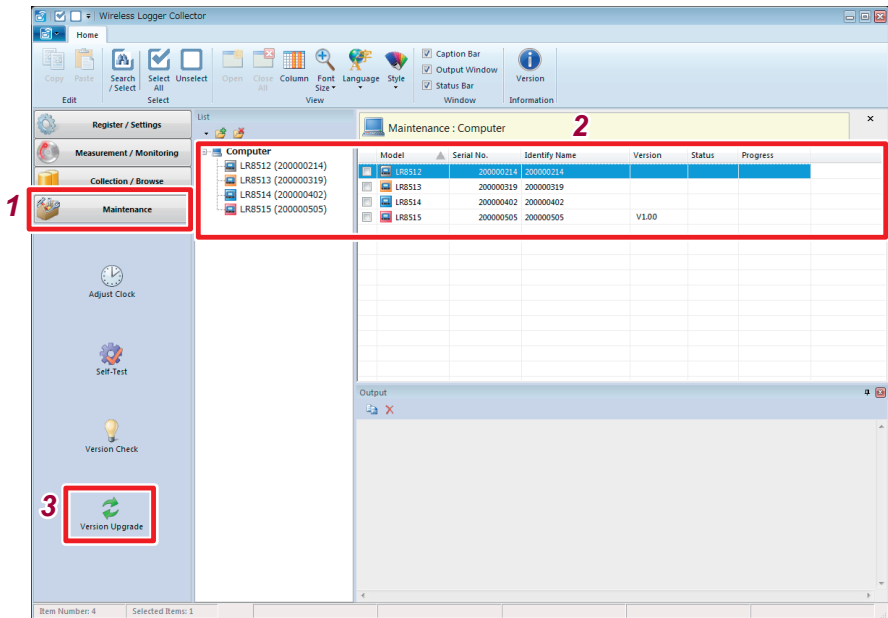 Wireless Logger Collector
Home
Copy Paste Search / Select Select All Unselect Open Close All Column Font Size Language Style
Caption Bar
Output Window
Status Bar
Version
Edit Select View Window Information
Register / Settings
Measurement / Monitoring
Collection / Browse
1
Maintenance
Adjust Clock
Self-Test
Version Check
3
Version Upgrade
List
Computer
LR8512 (200000214)
LR8513 (200000319)
LR8514 (200000402)
LR8515 (200000505)
Maintenance : Computer
2
Model Serial No. Identify Name Version Status Progress
LR8512 200000214 200000214
LR8513 200000319 200000319
LR8514 200000402 200000402
LR8515 200000505 200000505 V1.00
Output
Item Number: 4 Selected Items: 1